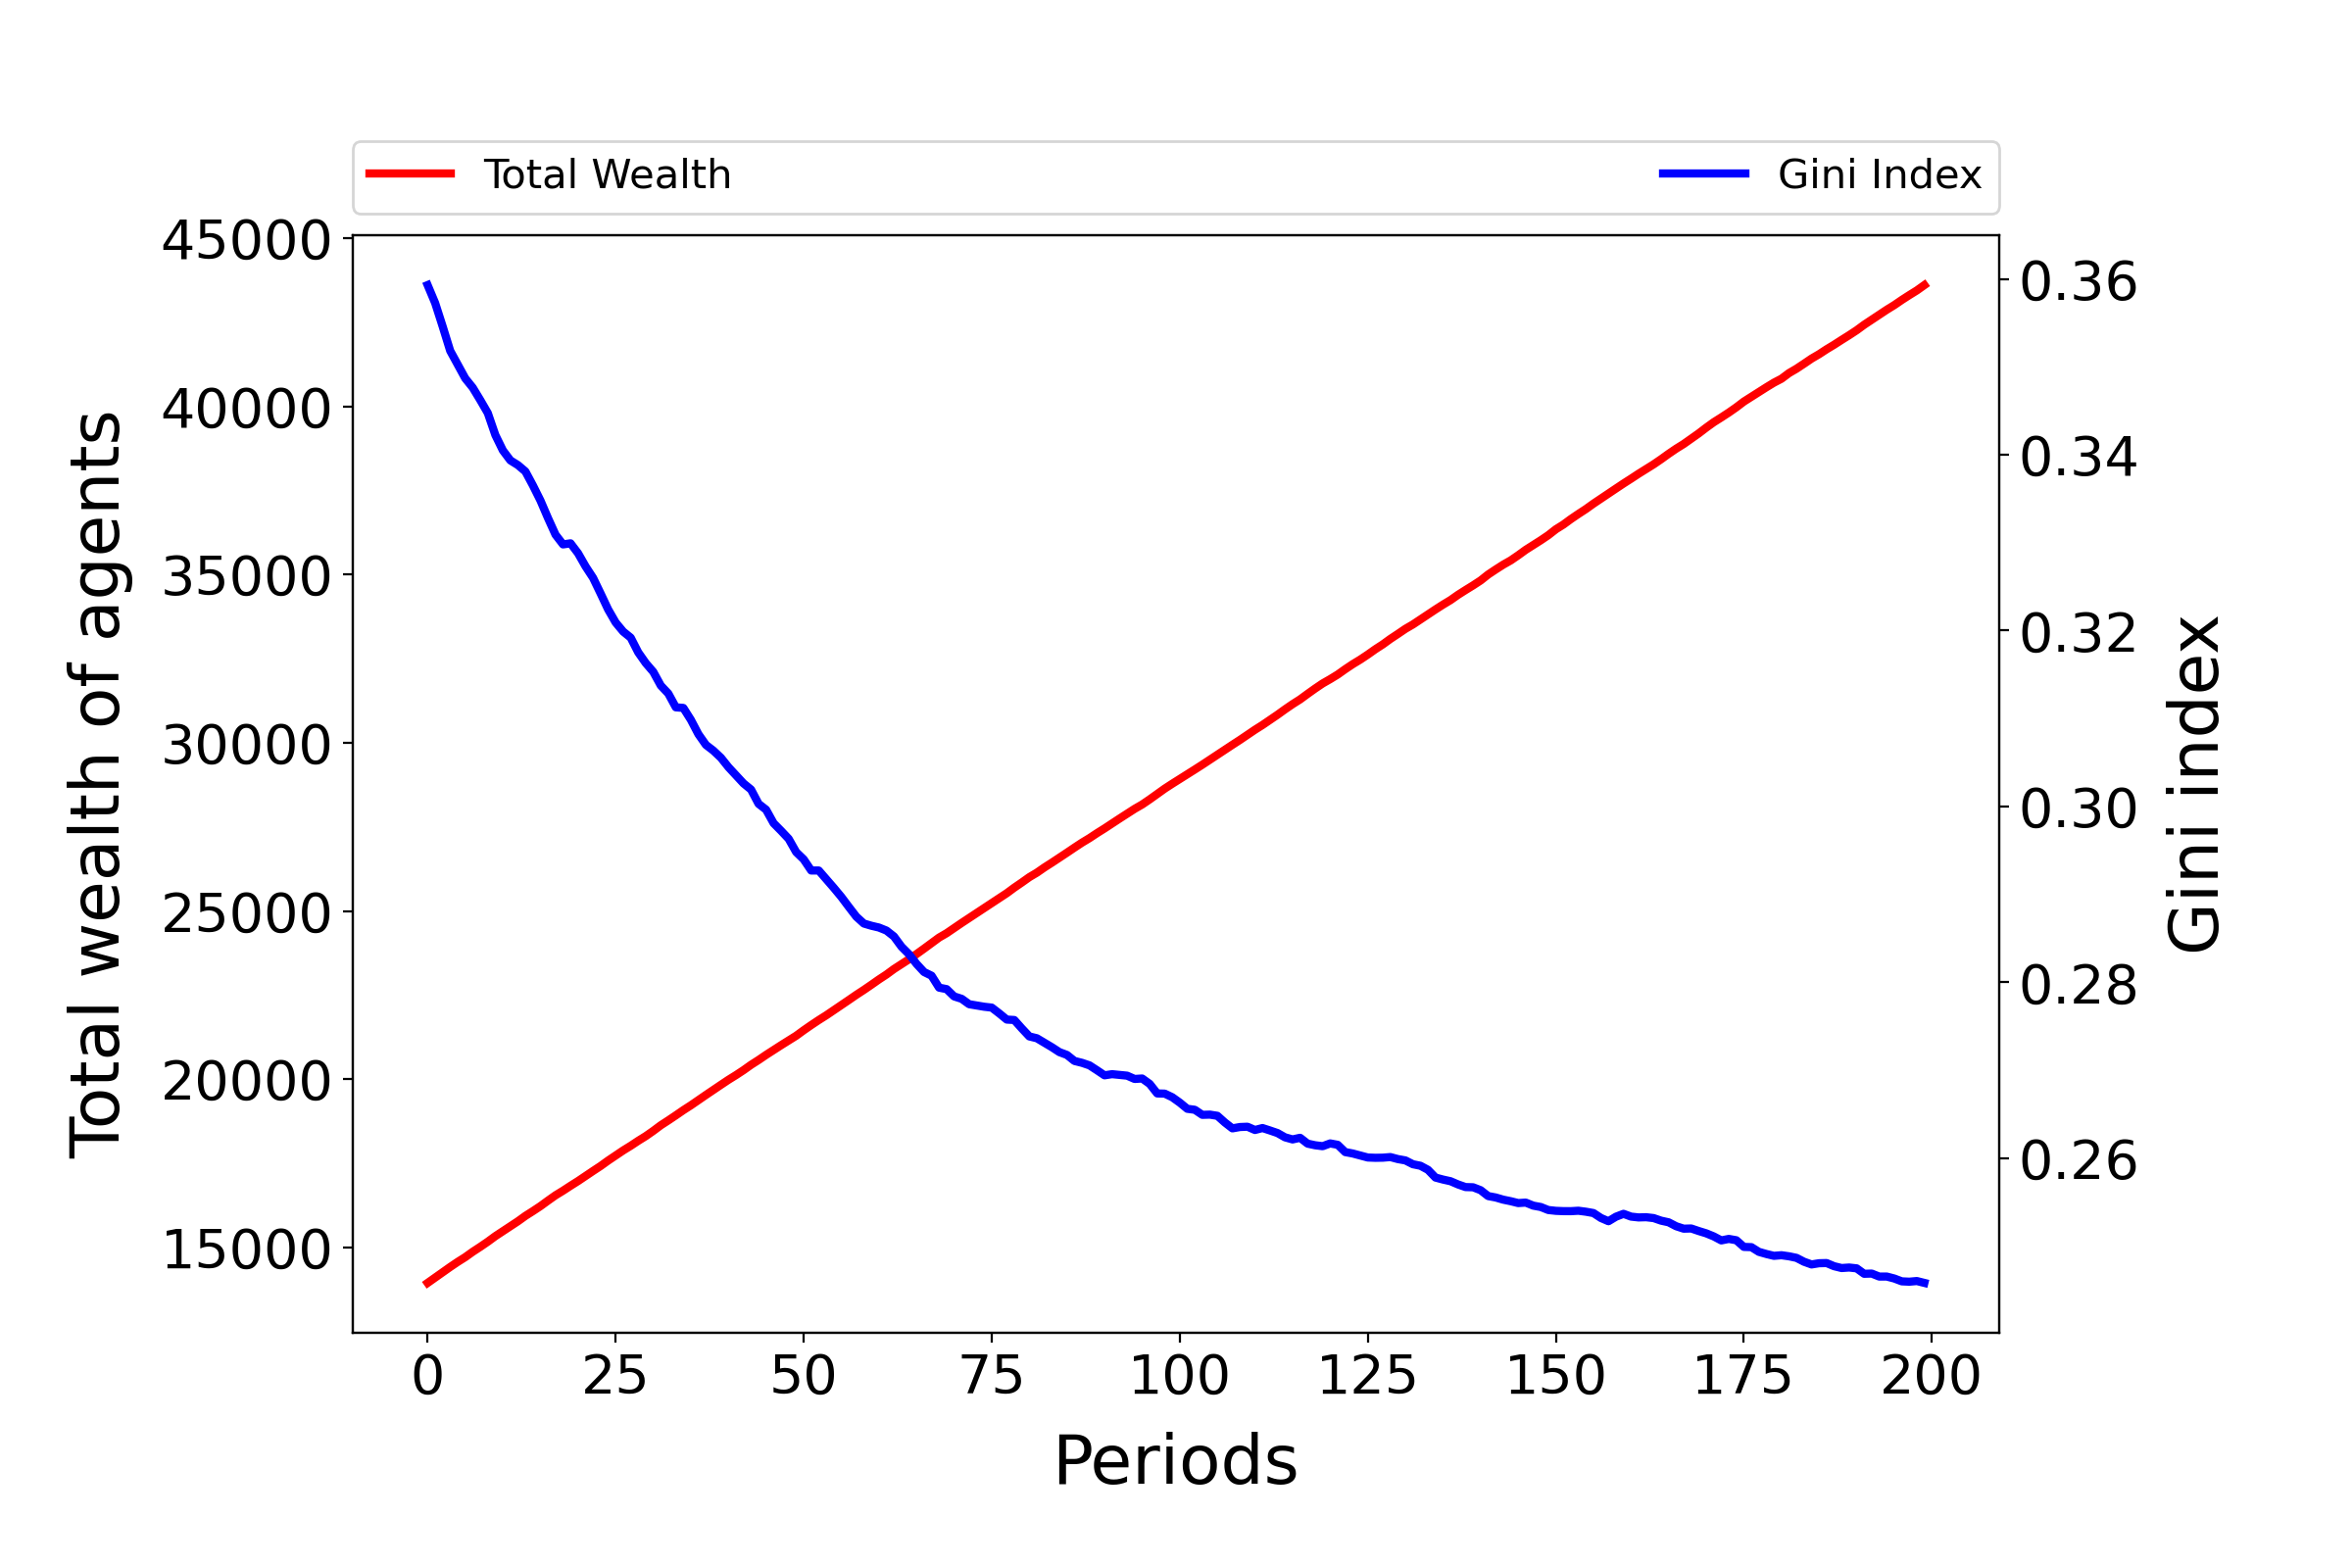 Total Wealth
Gini Index
45000
40000
35000
30000
25000
20000
15000
Total wealth of agents
0.36
0.34
0.32
0.30
0.28
0.26
Gini index
0 25 50 75 100 125 150 175 200
Periods